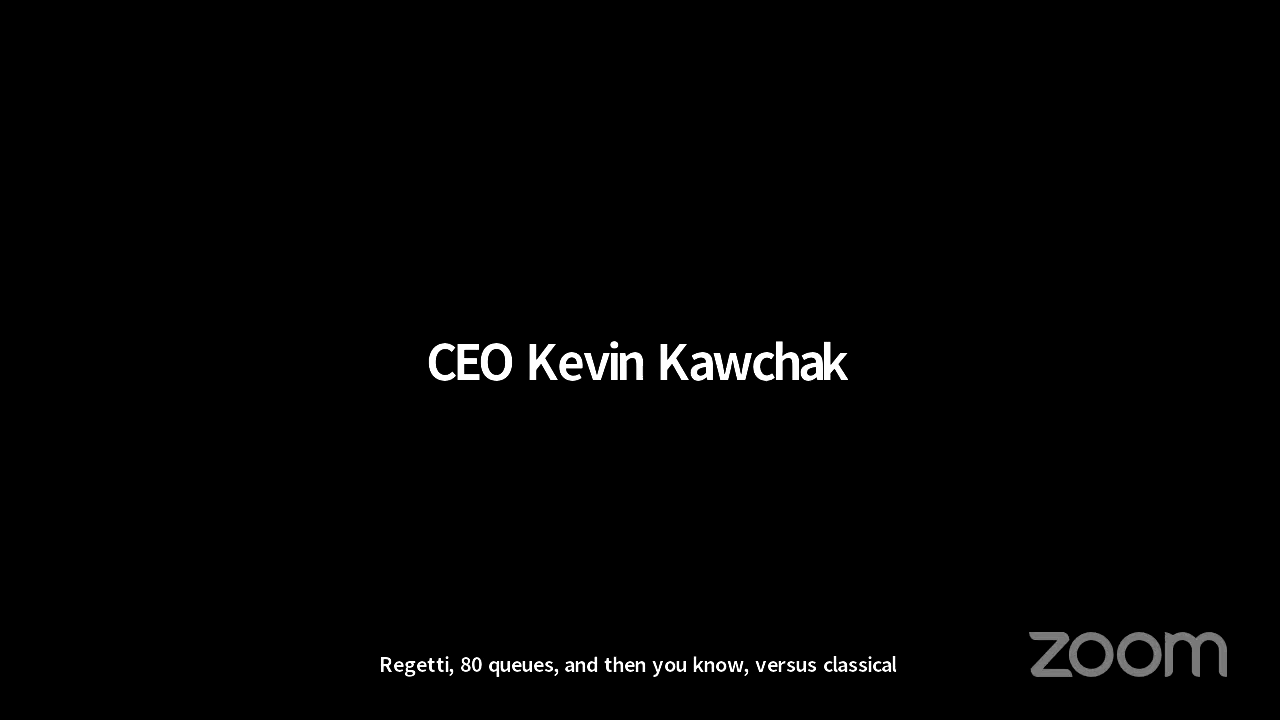 CEO Kevin Kawchak
Regetti, 80 queues, and then you know, versus classical
zoom